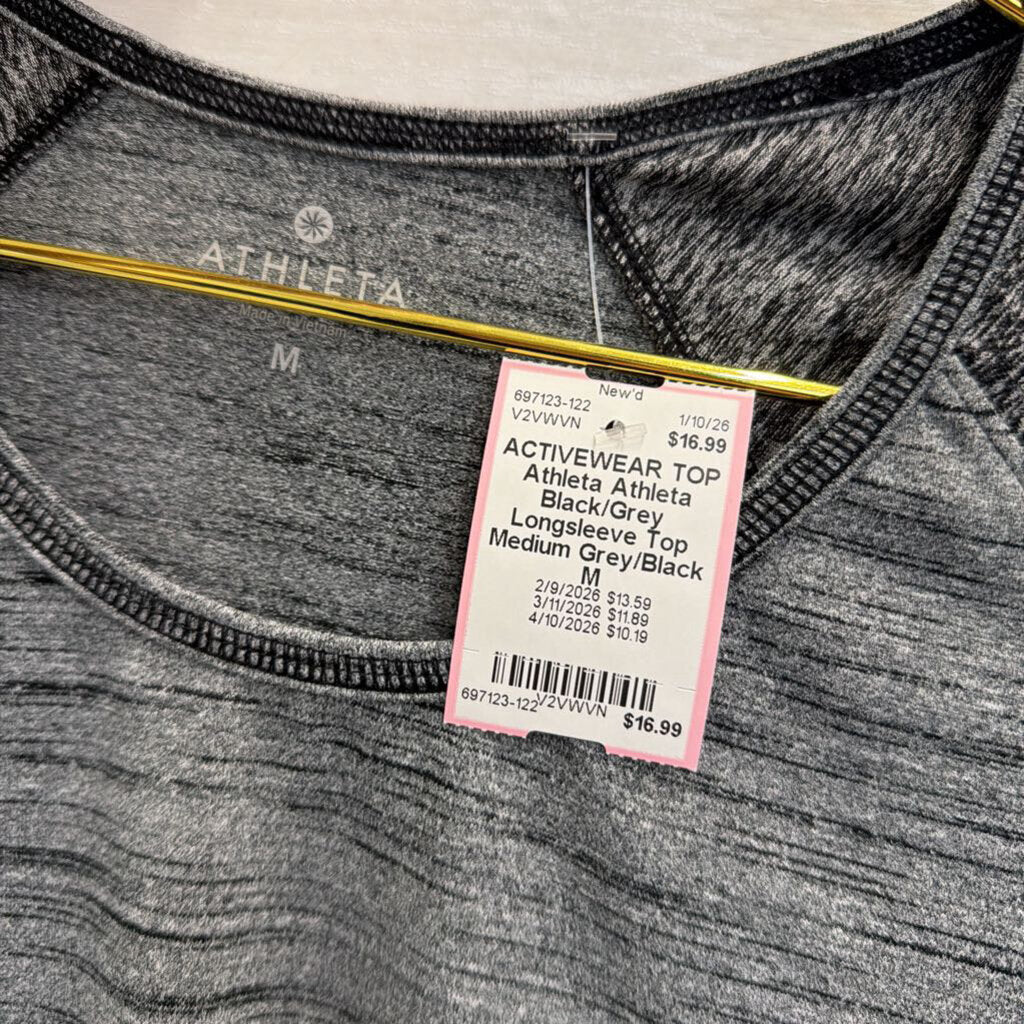 ATHLETA
Made in Vietnam
M
New'd
697123-122
V2VWVN
1/10/26
$16.99
ACTIVEWEAR TOP
Athleta Athleta
Black/Grey
Longsleeve Top
Medium Grey/Black
M
2/9/2026 $13.59
3/11/2026 $11.89
4/10/2026 $10.19
697123-122
V2VWVN
$16.99